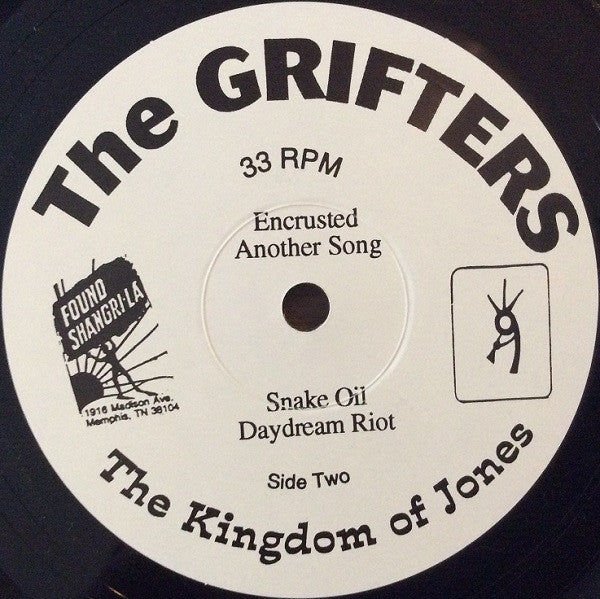 The GRIFTERS
33 RPM
Encrusted
Another Song
FOUND
SHANGRI-LA
1916 Madison Ave.
Memphis, TN 38104
Snake Oil
Daydream Riot
Side Two
The Kingdom of Jones